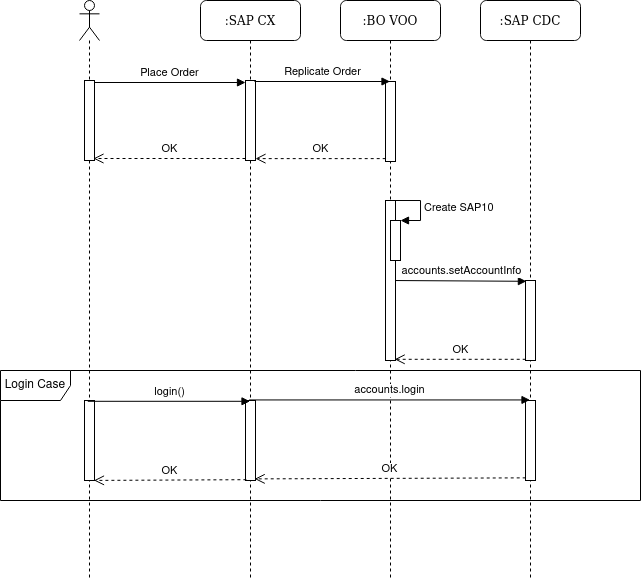 :SAP CX
:BO VOO
:SAP CDC
Place Order
Replicate Order
OK
OK
Create SAP10
accounts.setAccountInfo
OK
Login Case
login()
accounts.login
OK
OK